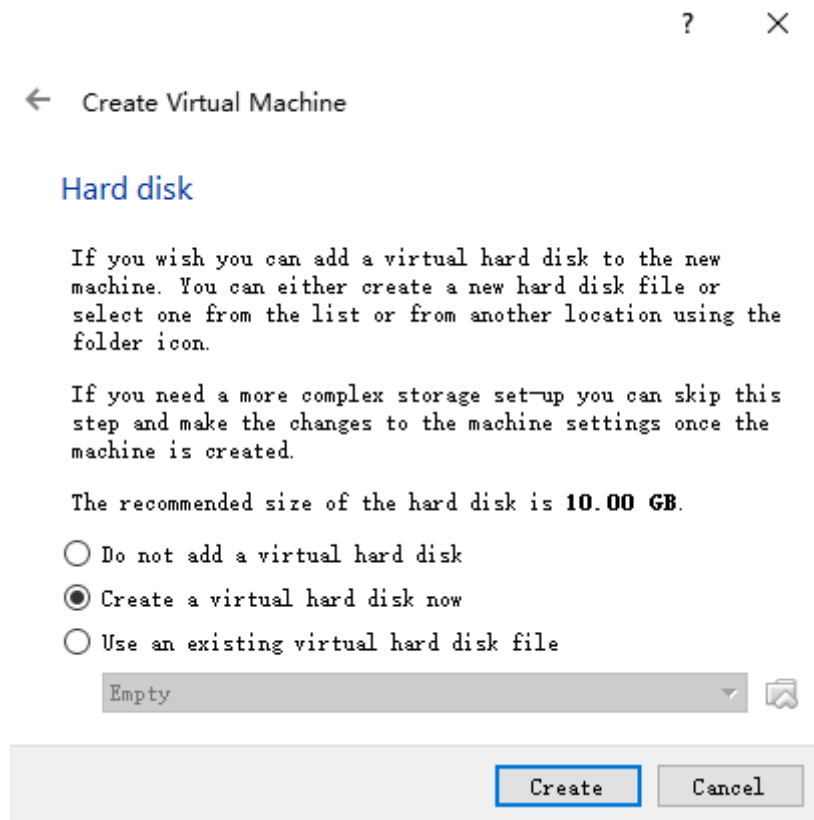 ?
Create Virtual Machine
Hard disk
If you wish you can add a virtual hard disk to the new
machine. You can either create a new hard disk file or
select one from the list or from another location using the
folder icon.
If you need a more complex storage set-up you can skip this
step and make the changes to the machine settings once the
machine is created.
The recommended size of the hard disk is 10.00 GB.
Do not add a virtual hard disk
Create a virtual hard disk now
Use an existing virtual hard disk file
Empty
Create Cancel